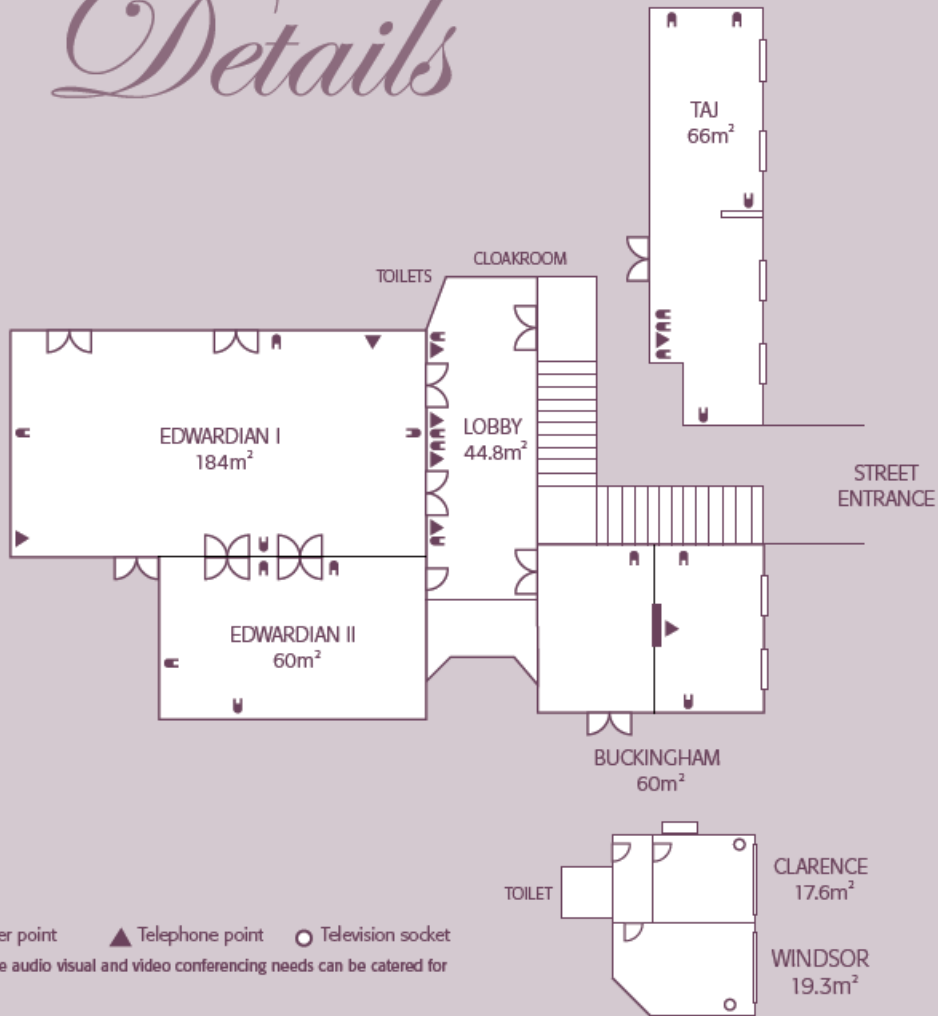 Details
TAJ
66m²
CLOAKROOM
TOILETS
EDWARDIAN I
184m²
LOBBY
44.8m²
STREET
ENTRANCE
EDWARDIAN II
60m²
BUCKINGHAM
60m²
CLARENCE
17.6m²
TOILET
WINDSOR
19.3m²
er point
Telephone point
Television socket
e audio visual and video conferencing needs can be catered for